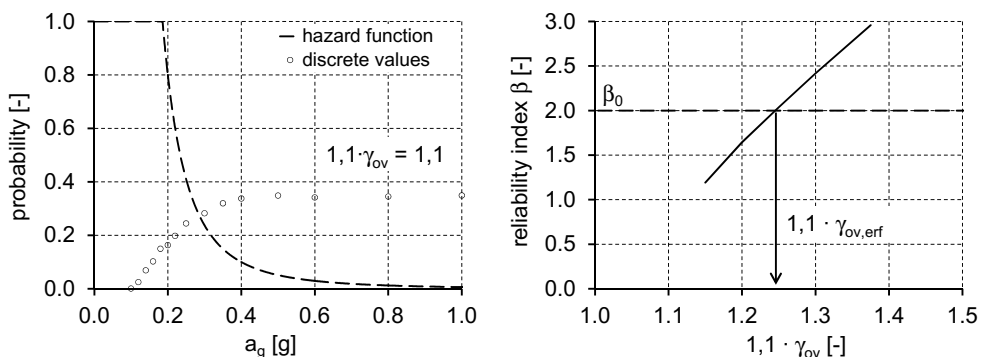 probability [-]
1.0
0.8
0.6
0.4
0.2
0.0
hazard function
discrete values
1,1·γov = 1,1
0.0 0.2 0.4 0.6 0.8 1.0
ag [g]
reliability index β [-]
3.0
2.5
2.0
1.5
1.0
0.5
0.0
β0
1,1 · γov,erf
1.0 1.1 1.2 1.3 1.4 1.5
1,1 · γov [-]